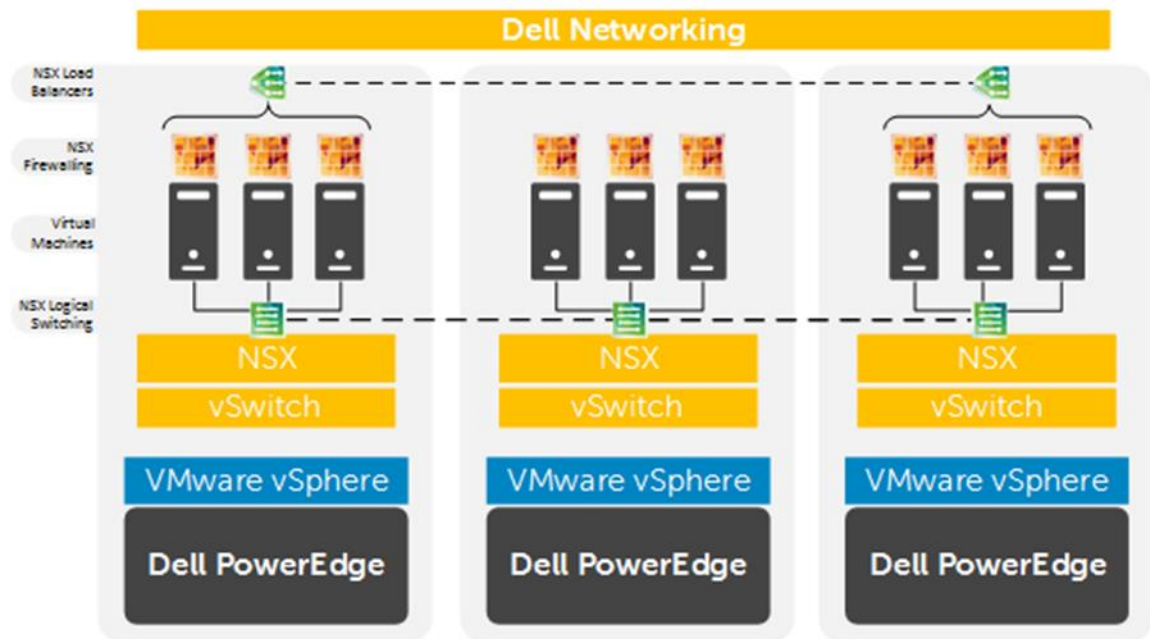 Dell Networking
NSX Load
Balancers
NSX
Firewalling
Virtual
Machines
NSX Logical
Switching
NSX
NSX
NSX
vSwitch
vSwitch
vSwitch
VMware vSphere
VMware vSphere
VMware vSphere
Dell PowerEdge
Dell PowerEdge
Dell PowerEdge